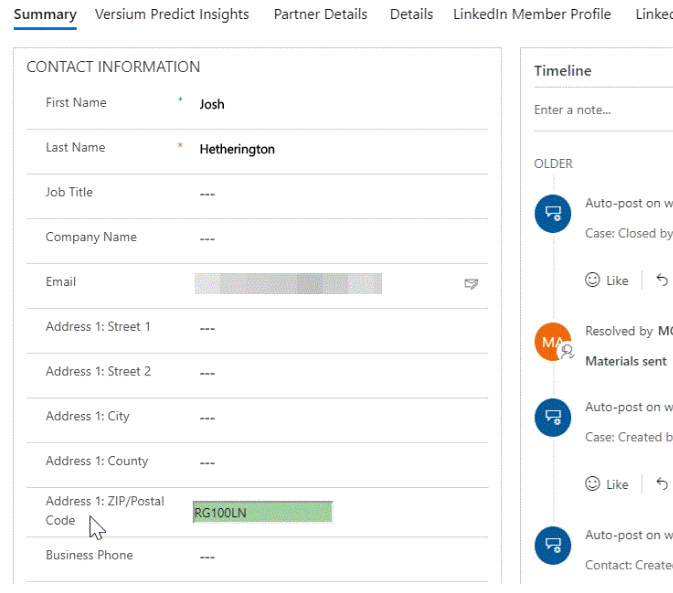 Summary Versium Predict Insights Partner Details Details LinkedIn Member Profile Linked
CONTACT INFORMATION
First Name * Josh
Last Name * Hetherington
Job Title ---
Company Name ---
Email
Address 1: Street 1 ---
Address 1: Street 2 ---
Address 1: City ---
Address 1: County ---
Address 1: ZIP/Postal
Code
RG100LN
Business Phone ---
Timeline
Enter a note...
OLDER
Auto-post on w
Case: Closed by
Like
MA
Resolved by MO
Materials sent
Auto-post on w
Case: Created b
Like
Auto-post on w
Contact: Create